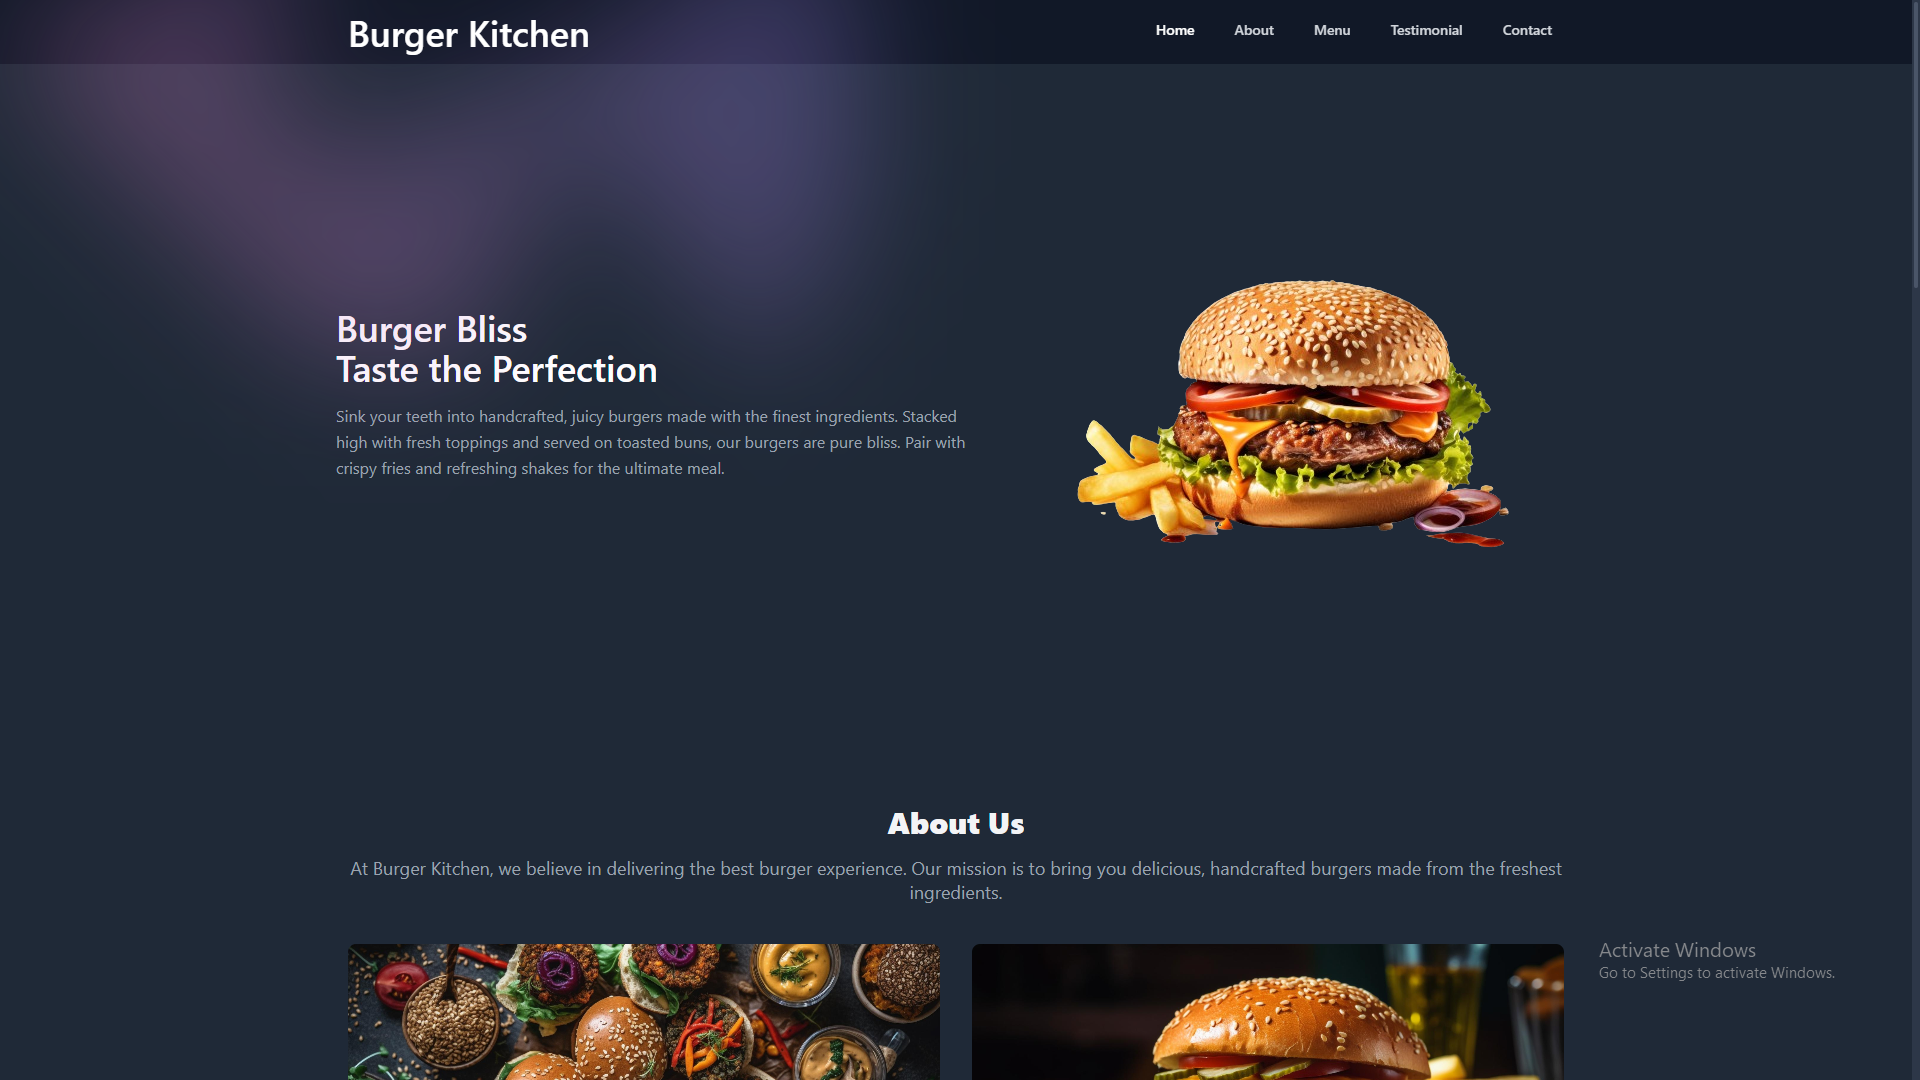 Burger Kitchen
Home About Menu Testimonial Contact
Burger Bliss
Taste the Perfection
Sink your teeth into handcrafted, juicy burgers made with the finest ingredients. Stacked
high with fresh toppings and served on toasted buns, our burgers are pure bliss. Pair with
crispy fries and refreshing shakes for the ultimate meal.
About Us
At Burger Kitchen, we believe in delivering the best burger experience. Our mission is to bring you delicious, handcrafted burgers made from the freshest
ingredients.
Activate Windows
Go to Settings to activate Windows.